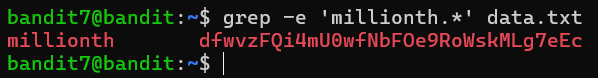 bandit7@bandit:~$ grep -e 'millionth.*' data.txt
millionth       dfwvzFQi4mU0wfNbFOe9RoWskMLg7eEc
bandit7@bandit:~$